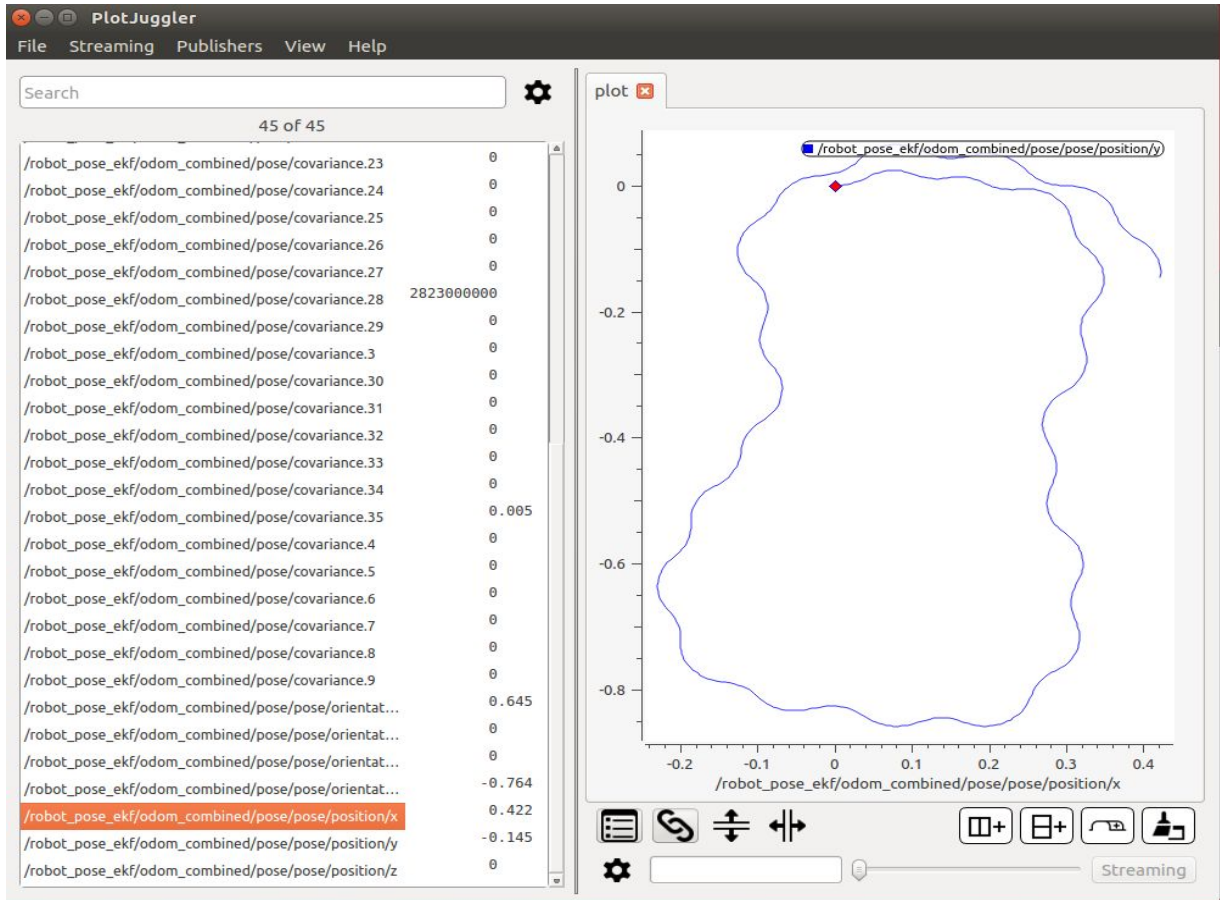 PlotJuggler
File Streaming Publishers View Help
Search
45 of 45
/robot_pose_ekf/odom_combined/pose/covariance.23 0
/robot_pose_ekf/odom_combined/pose/covariance.24 0
/robot_pose_ekf/odom_combined/pose/covariance.25 0
/robot_pose_ekf/odom_combined/pose/covariance.26 0
/robot_pose_ekf/odom_combined/pose/covariance.27 0
/robot_pose_ekf/odom_combined/pose/covariance.28 2823000000
/robot_pose_ekf/odom_combined/pose/covariance.29 0
/robot_pose_ekf/odom_combined/pose/covariance.3 0
/robot_pose_ekf/odom_combined/pose/covariance.30 0
/robot_pose_ekf/odom_combined/pose/covariance.31 0
/robot_pose_ekf/odom_combined/pose/covariance.32 0
/robot_pose_ekf/odom_combined/pose/covariance.33 0
/robot_pose_ekf/odom_combined/pose/covariance.34 0
/robot_pose_ekf/odom_combined/pose/covariance.35 0.005
/robot_pose_ekf/odom_combined/pose/covariance.4 0
/robot_pose_ekf/odom_combined/pose/covariance.5 0
/robot_pose_ekf/odom_combined/pose/covariance.6 0
/robot_pose_ekf/odom_combined/pose/covariance.7 0
/robot_pose_ekf/odom_combined/pose/covariance.8 0
/robot_pose_ekf/odom_combined/pose/covariance.9 0
/robot_pose_ekf/odom_combined/pose/pose/orientat... 0.645
/robot_pose_ekf/odom_combined/pose/pose/orientat... 0
/robot_pose_ekf/odom_combined/pose/pose/orientat... 0
/robot_pose_ekf/odom_combined/pose/pose/orientat... -0.764
/robot_pose_ekf/odom_combined/pose/pose/position/x 0.422
/robot_pose_ekf/odom_combined/pose/pose/position/y -0.145
/robot_pose_ekf/odom_combined/pose/pose/position/z 0
plot
/robot_pose_ekf/odom_combined/pose/pose/position/y
0
-0.2
-0.4
-0.6
-0.8
-0.2 -0.1 0 0.1 0.2 0.3 0.4
/robot_pose_ekf/odom_combined/pose/pose/position/x
Streaming